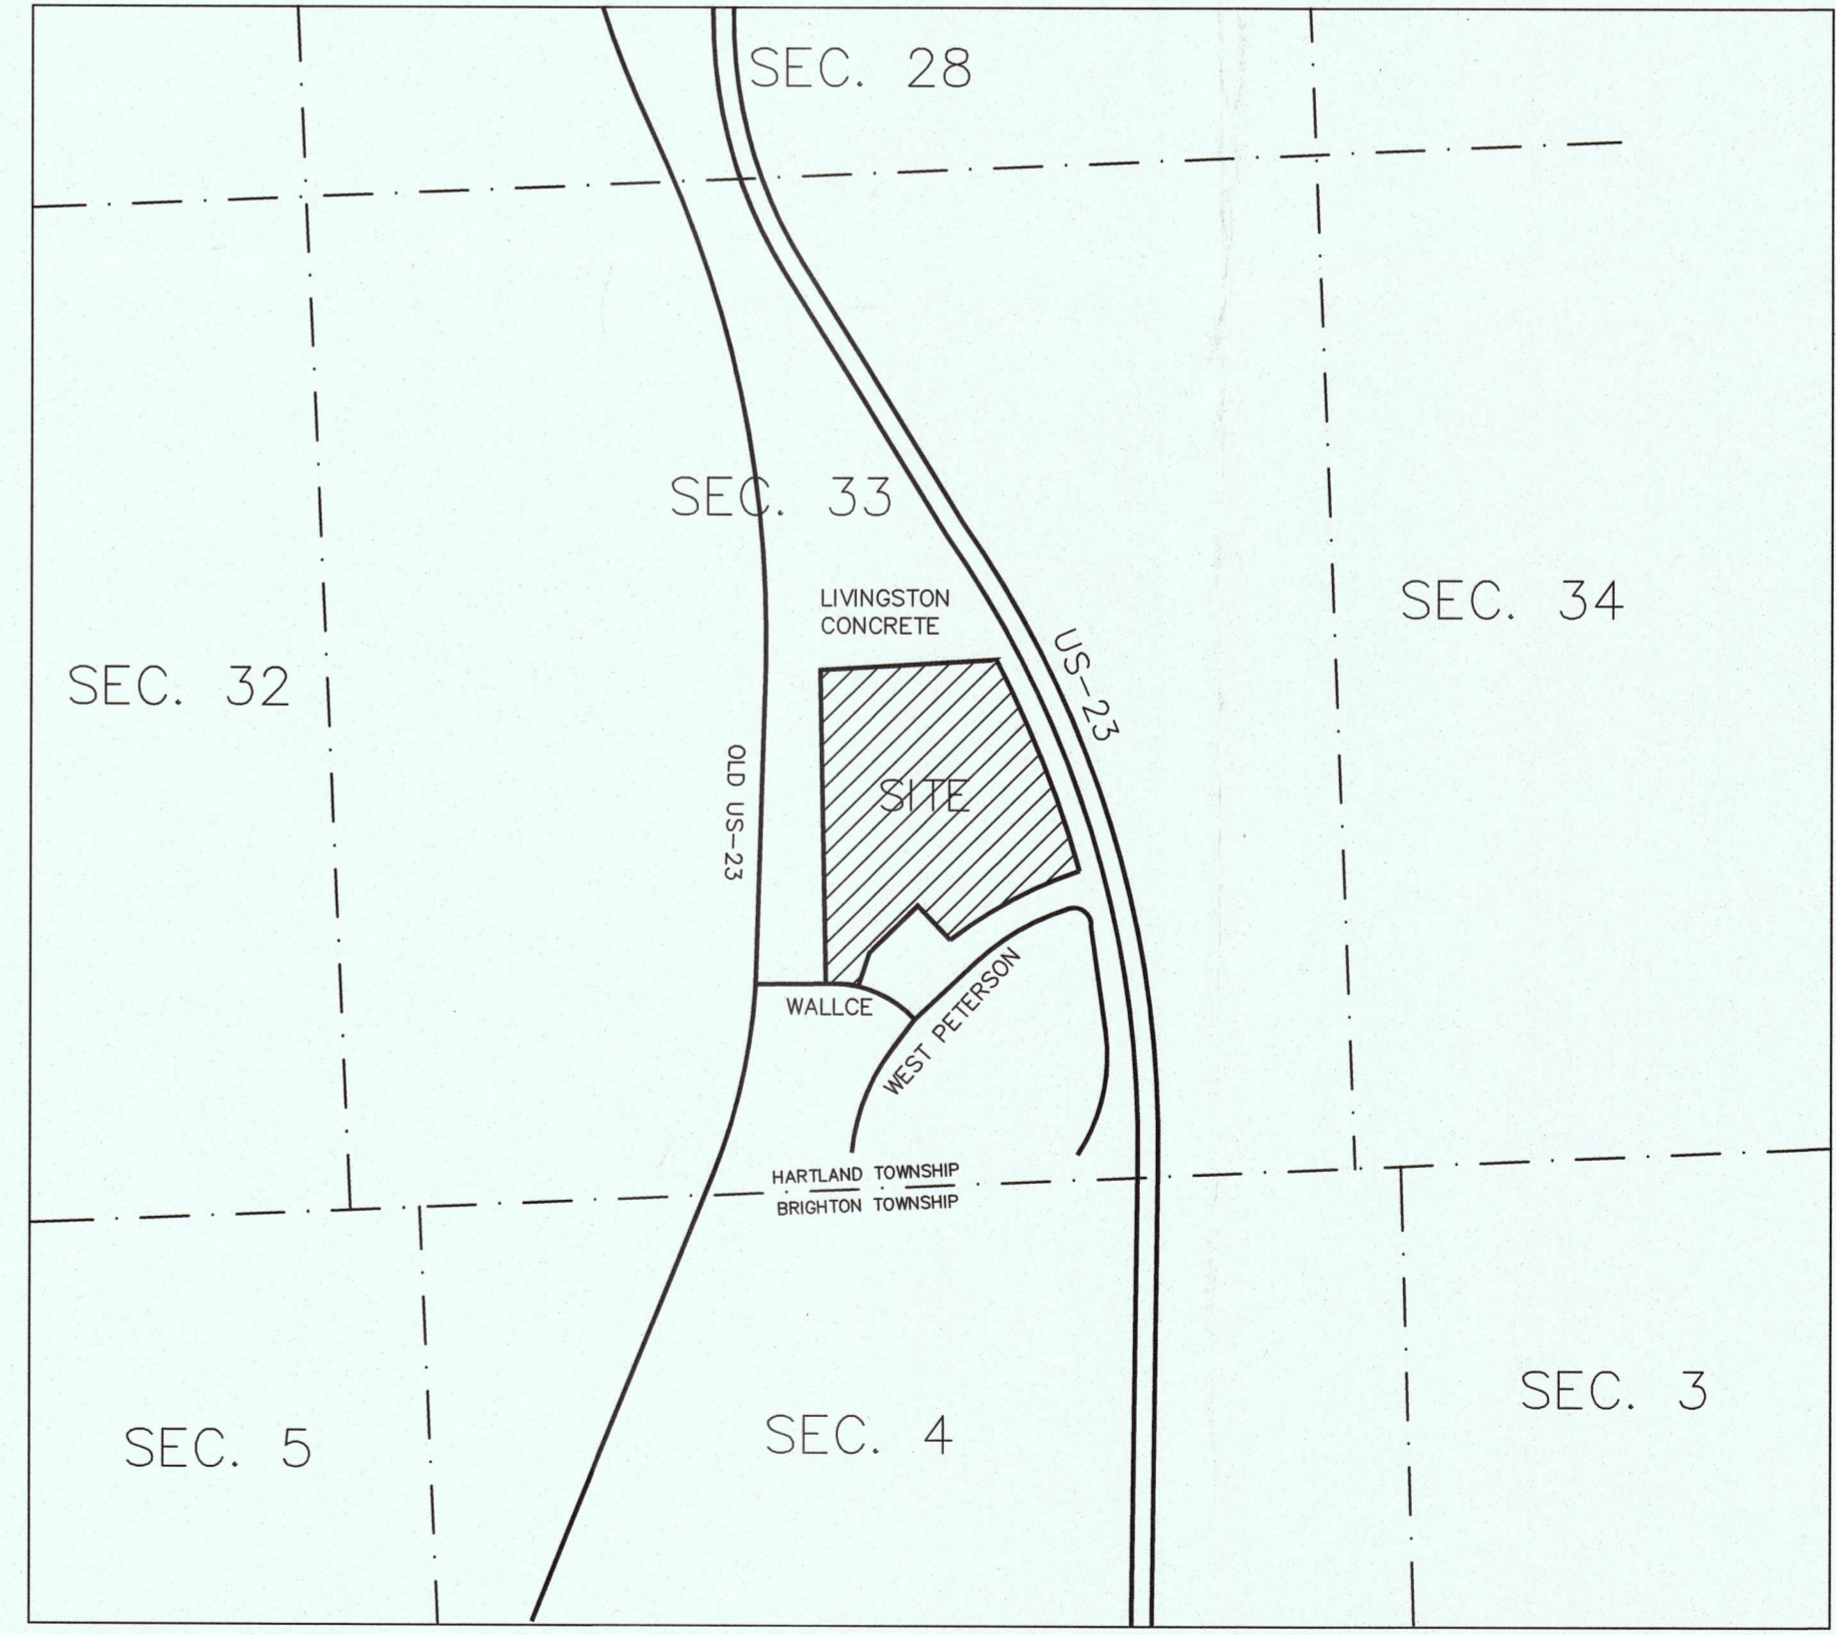 SEC. 28
SEC. 33
LIVINGSTON
CONCRETE
SEC. 34
US-23
SEC. 32
OLD US-23
SITE
WALLCE
WEST PETERSON
HARTLAND TOWNSHIP
BRIGHTON TOWNSHIP
SEC. 3
SEC. 5
SEC. 4